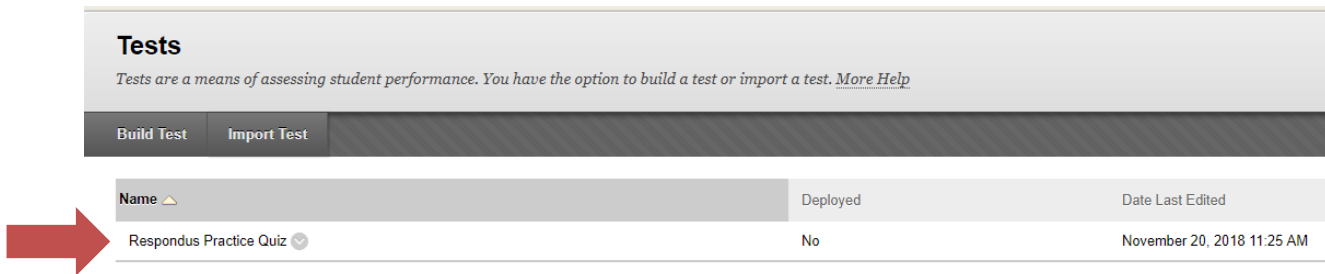 Tests
Tests are a means of assessing student performance. You have the option to build a test or import a test. More Help
Build Test Import Test
Name Deployed Date Last Edited
Respondus Practice Quiz No November 20, 2018 11:25 AM